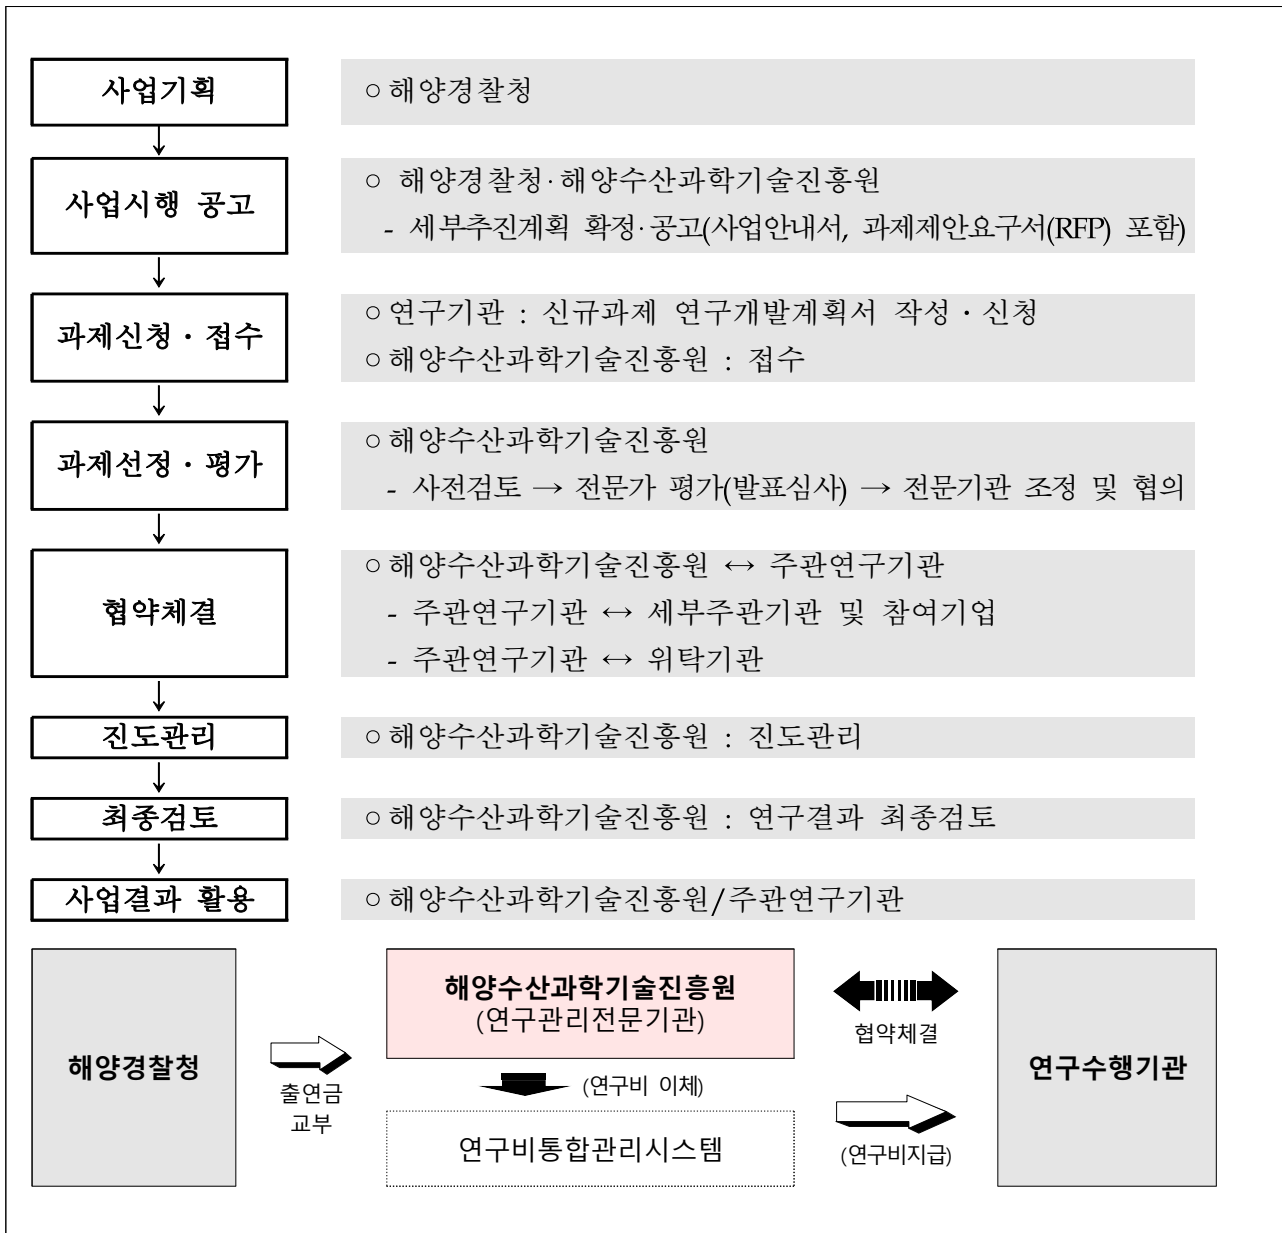 사업기획
○ 해양경찰청
사업시행 공고
○ 해양경찰청·해양수산과학기술진흥원
- 세부추진계획 확정·공고(사업안내서, 과제제안요구서(RFP) 포함)
과제신청·접수
○ 연구기관 : 신규과제 연구개발계획서 작성·신청
○ 해양수산과학기술진흥원 : 접수
과제선정·평가
○ 해양수산과학기술진흥원
- 사전검토 → 전문가 평가(발표심사) → 전문기관 조정 및 협의
협약체결
○ 해양수산과학기술진흥원 ↔ 주관연구기관
- 주관연구기관 ↔ 세부주관기관 및 참여기업
- 주관연구기관 ↔ 위탁기관
진도관리
○ 해양수산과학기술진흥원 : 진도관리
최종검토
○ 해양수산과학기술진흥원 : 연구결과 최종검토
사업결과 활용
○ 해양수산과학기술진흥원/주관연구기관
해양경찰청
출연금
교부
해양수산과학기술진흥원
(연구관리전문기관)
(연구비 이체)
연구비통합관리시스템
협약체결
(연구비지급)
연구수행기관